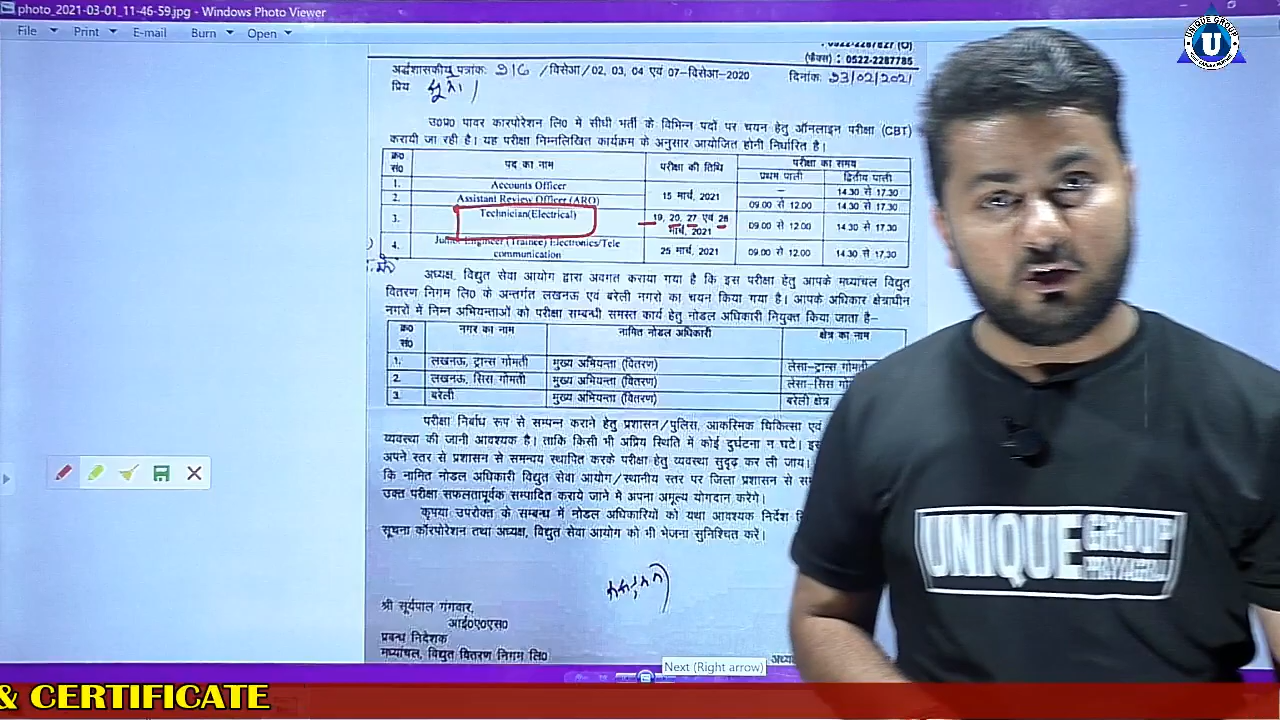 photo_2021-03-01_11-46-59.jpg - Windows Photo Viewer
File Print E-mail Burn Open
UNIQUE GROUP
U
: 0522-2287827 (O)
(फैक्स) : 0522-2287785
अर्द्धशासकीय पत्रांक: 916 /विसेआ/02, 03, 04 एवं 07-विसेआ-2020 दिनांक: 23/02/2021
प्रिय
उ0प्र0 पावर कारपोरेशन लि0 में सीधी भर्ती के विभिन्न पदों पर चयन हेतु ऑनलाइन परीक्षा (CBT)
करायी जा रही है। यह परीक्षा निम्नलिखित कार्यक्रम के अनुसार आयोजित होनी निर्धारित है।
क्र0 सं0 पद का नाम परीक्षा की तिथि परीक्षा का समय
प्रथम पाली द्वितीय पाली
1. Accounts Officer 15 मार्च, 2021 — 14.30 से 17.30
2. Assistant Review Officer (ARO) 09.00 से 12.00 14.30 से 17.30
3. Technician(Electrical) 19, 20, 27 एवं 28 मार्च, 2021 09.00 से 12.00 14.30 से 17.30
4. Junior Engineer (Trainee) Electronics/Tele communication 25 मार्च, 2021 09.00 से 12.00 14.30 से 17.30
अध्यक्ष, विद्युत सेवा आयोग द्वारा अवगत कराया गया है कि इस परीक्षा हेतु आपके मध्यांचल विद्युत
वितरण निगम लि0 के अन्तर्गत लखनऊ एवं बरेली नगरों का चयन किया गया है। आपके अधिकार क्षेत्राधीन
नगरों में निम्न अभियन्ताओं को परीक्षा सम्बन्धी समस्त कार्य हेतु नोडल अधिकारी नियुक्त किया जाता है–
क्र0 सं0 नगर का नाम नामित नोडल अधिकारी क्षेत्र का नाम
1. लखनऊ, ट्रान्स गोमती मुख्य अभियन्ता (वितरण) लेसा-ट्रान्स गोमती
2. लखनऊ, सिस गोमती मुख्य अभियन्ता (वितरण) लेसा-सिस गोम
3. बरेली मुख्य अभियन्ता (वितरण) बरेली क्षेत्र
परीक्षा निर्बाध रूप से सम्पन्न कराने हेतु प्रशासन/पुलिस, आकस्मिक चिकित्सा एवं
व्यवस्था की जानी आवश्यक है। ताकि किसी भी अप्रिय स्थिति में कोई दुर्घटना न घटे।
अपने स्तर से प्रशासन से समन्वय स्थापित करके परीक्षा हेतु व्यवस्था सुदृढ़ कर ली जाय।
कि नामित नोडल अधिकारी विद्युत सेवा आयोग/स्थानीय स्तर पर जिला प्रशासन से
उक्त परीक्षा सफलतापूर्वक सम्पादित कराये जाने में अपना अमूल्य योगदान करेंगे।
कृपया उपरोक्त के सम्बन्ध में नोडल अधिकारियों को यथा आवश्यक निर्देश
सूचना कॉरपोरेशन तथा अध्यक्ष, विद्युत सेवा आयोग को भी भेजना सुनिश्चित करें।
श्री सूर्यपाल गंगवार,
आई0ए0एस0
प्रबन्ध निदेशक
मध्यांचल, विद्युत वितरण निगम लि0
Next (Right arrow)
UNIQUE GROUP
& CERTIFICATE